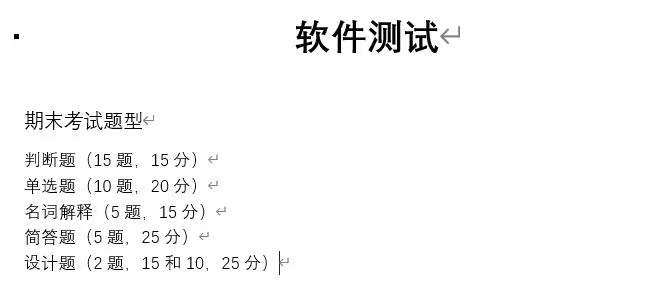 软件测试
期末考试题型
判断题（15 题，15 分）
单选题（10 题，20 分）
名词解释（5 题，15 分）
简答题（5 题，25 分）
设计题（2 题，15 和 10，25 分）